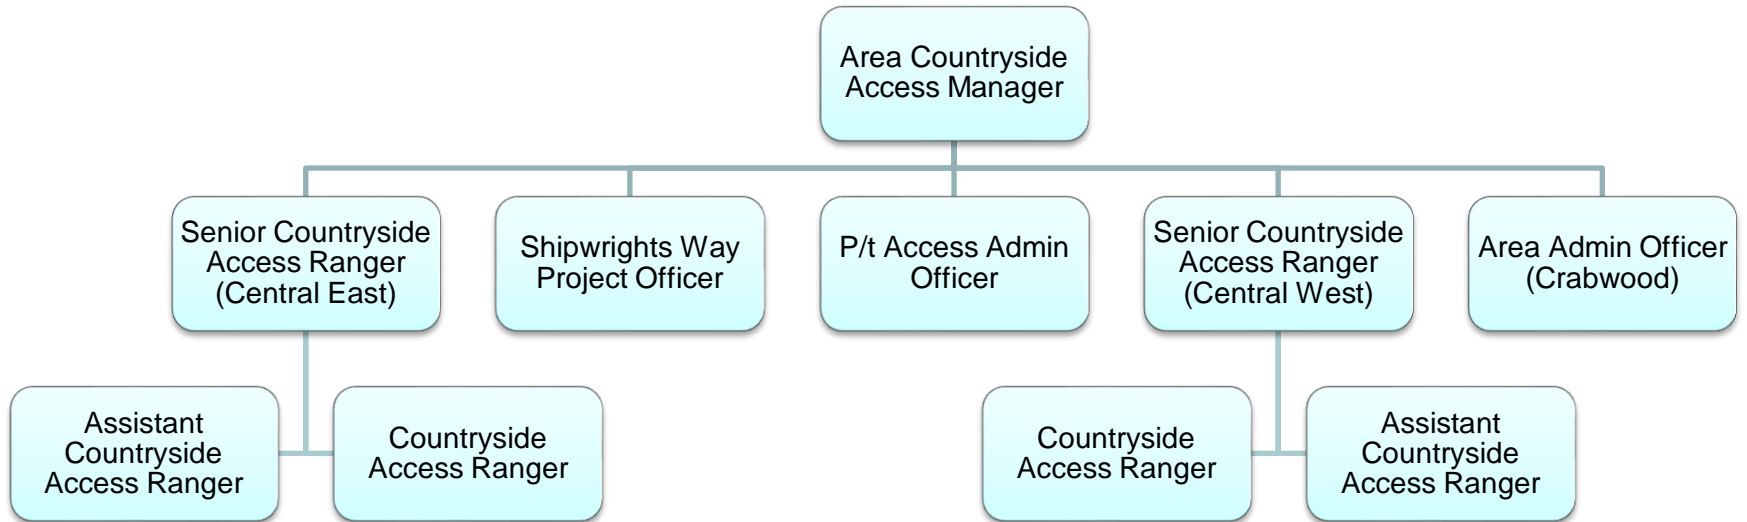 Area Countryside
Access Manager
Senior Countryside
Access Ranger
(Central East)
Shipwrights Way
Project Officer
P/t Access Admin
Officer
Senior Countryside
Access Ranger
(Central West)
Area Admin Officer
(Crabwood)
Assistant
Countryside
Access Ranger
Countryside
Access Ranger
Countryside
Access Ranger
Assistant
Countryside
Access Ranger